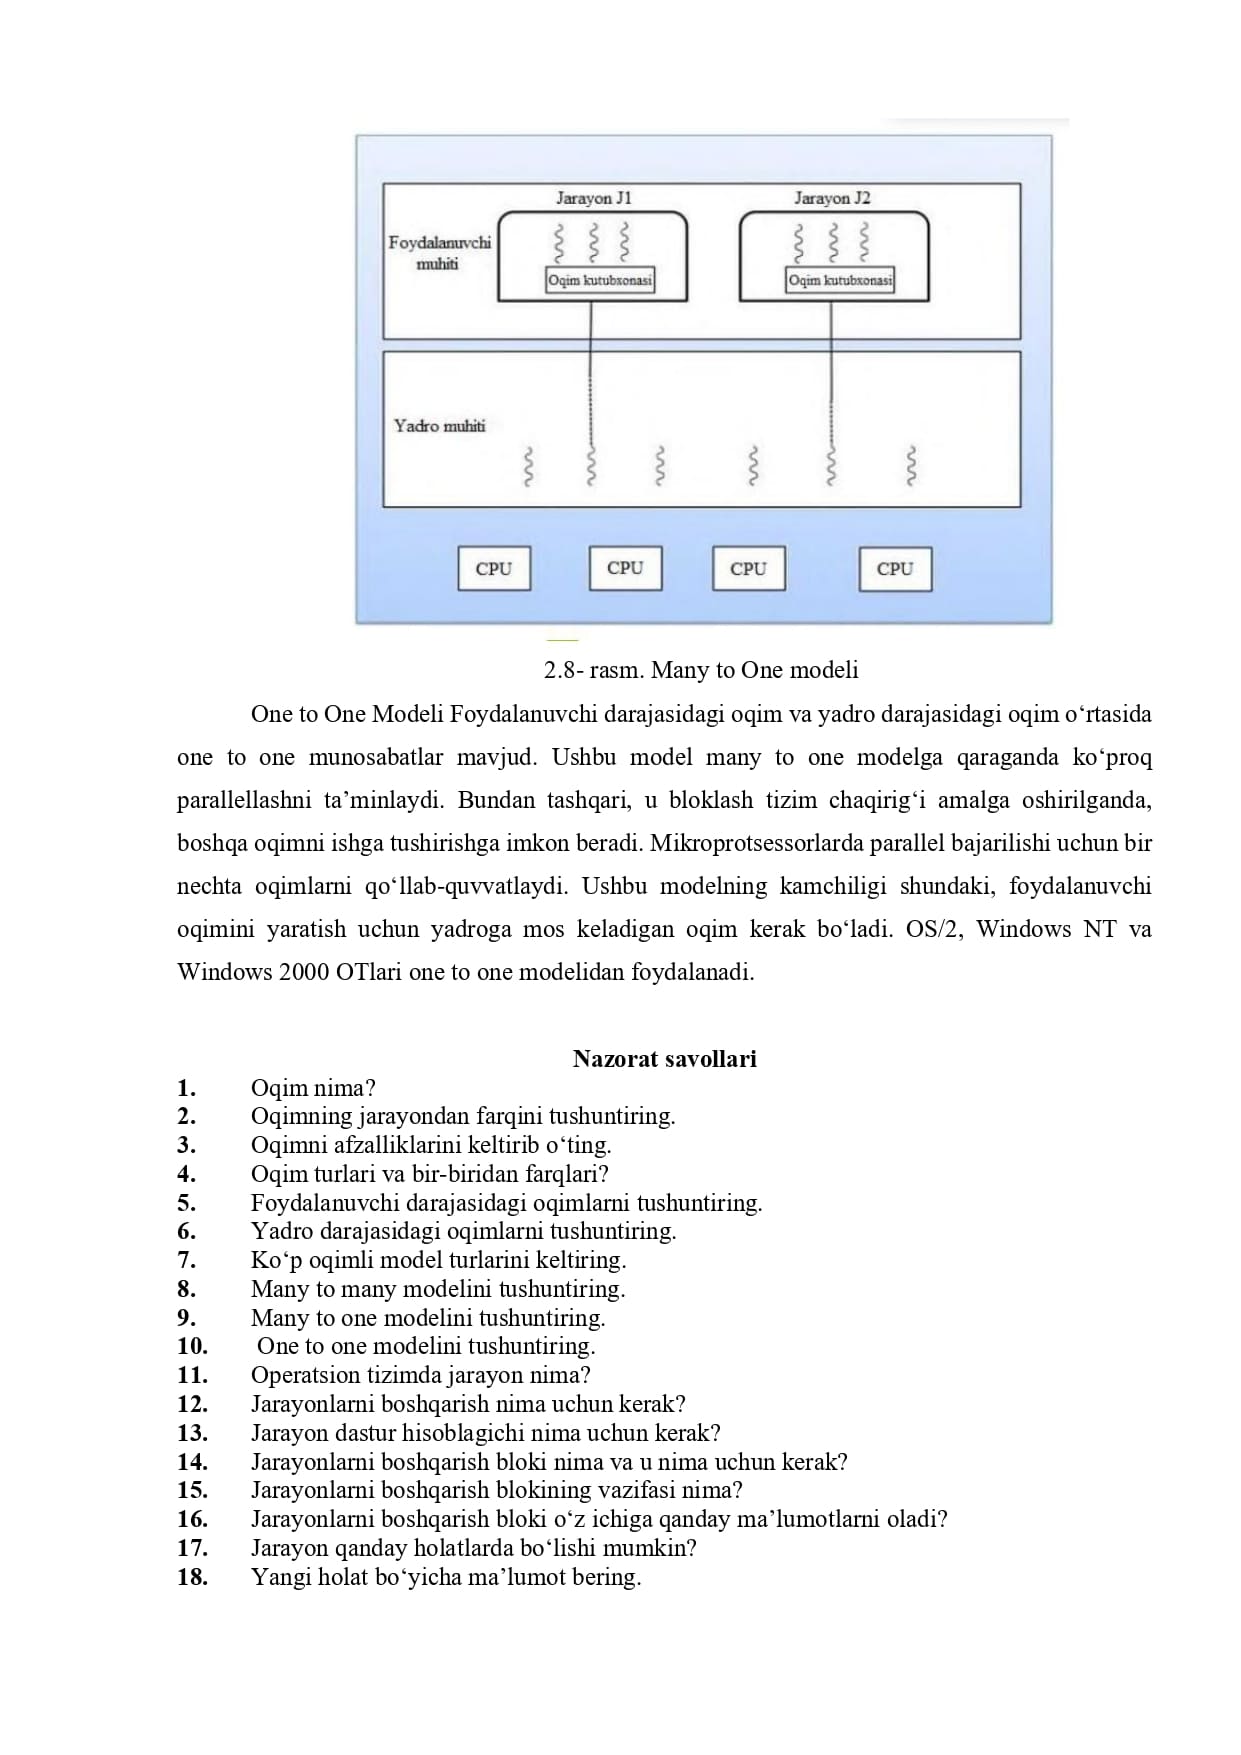 Jarayon J1
Jarayon J2
Foydalanuvchi
muhiti
Oqim kutubxonasi
Oqim kutubxonasi
Yadro muhiti
CPU
CPU
CPU
CPU
2.8- rasm. Many to One modeli
One to One Modeli Foydalanuvchi darajasidagi oqim va yadro darajasidagi oqim o‘rtasida
one to one munosabatlar mavjud. Ushbu model many to one modelga qaraganda ko‘proq
parallellashni ta’minlaydi. Bundan tashqari, u bloklash tizim chaqirig‘i amalga oshirilganda,
boshqa oqimni ishga tushirishga imkon beradi. Mikroprotsessorlarda parallel bajarilishi uchun bir
nechta oqimlarni qo‘llab-quvvatlaydi. Ushbu modelning kamchiligi shundaki, foydalanuvchi
oqimini yaratish uchun yadroga mos keladigan oqim kerak bo‘ladi. OS/2, Windows NT va
Windows 2000 OTlari one to one modelidan foydalanadi.
Nazorat savollari
1. Oqim nima?
2. Oqimning jarayondan farqini tushuntiring.
3. Oqimni afzalliklarini keltirib o‘ting.
4. Oqim turlari va bir-biridan farqlari?
5. Foydalanuvchi darajasidagi oqimlarni tushuntiring.
6. Yadro darajasidagi oqimlarni tushuntiring.
7. Ko‘p oqimli model turlarini keltiring.
8. Many to many modelini tushuntiring.
9. Many to one modelini tushuntiring.
10. One to one modelini tushuntiring.
11. Operatsion tizimda jarayon nima?
12. Jarayonlarni boshqarish nima uchun kerak?
13. Jarayon dastur hisoblagichi nima uchun kerak?
14. Jarayonlarni boshqarish bloki nima va u nima uchun kerak?
15. Jarayonlarni boshqarish blokining vazifasi nima?
16. Jarayonlarni boshqarish bloki o‘z ichiga qanday ma’lumotlarni oladi?
17. Jarayon qanday holatlarda bo‘lishi mumkin?
18. Yangi holat bo‘yicha ma’lumot bering.